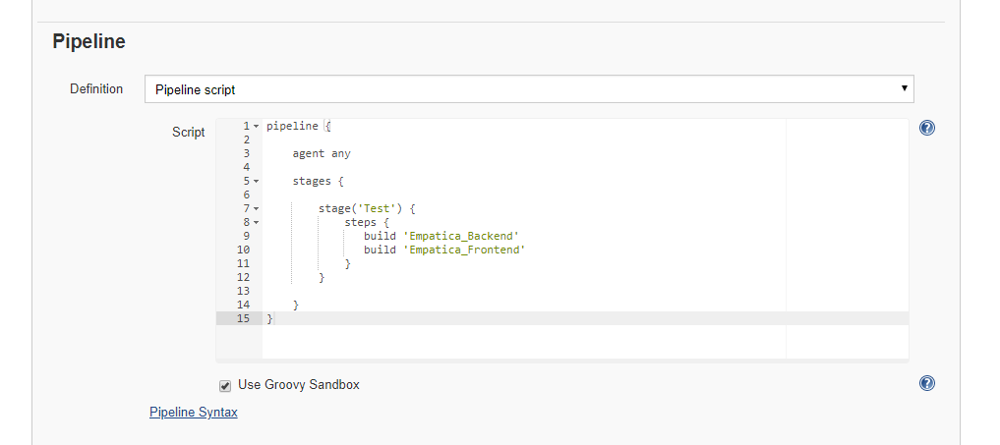 Pipeline
Definition Pipeline script
Script
1 pipeline {
2
3     agent any
4
5     stages {
6
7         stage('Test') {
8             steps {
9                build 'Empatica_Backend'
10                build 'Empatica_Frontend'
11             }
12         }
13
14     }
15 }
Use Groovy Sandbox
Pipeline Syntax